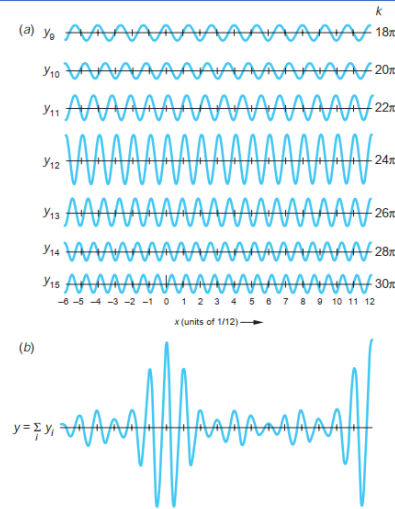 k
(a) y₉ 18π
y₁₀ 20π
y₁₁ 22π
y₁₂ 24π
y₁₃ 26π
y₁₄ 28π
y₁₅ 30π
–6 –5 –4 –3 –2 –1 0 1 2 3 4 5 6 7 8 9 10 11 12
x (units of 1/12)
(b)
y = Σ yᵢ
i